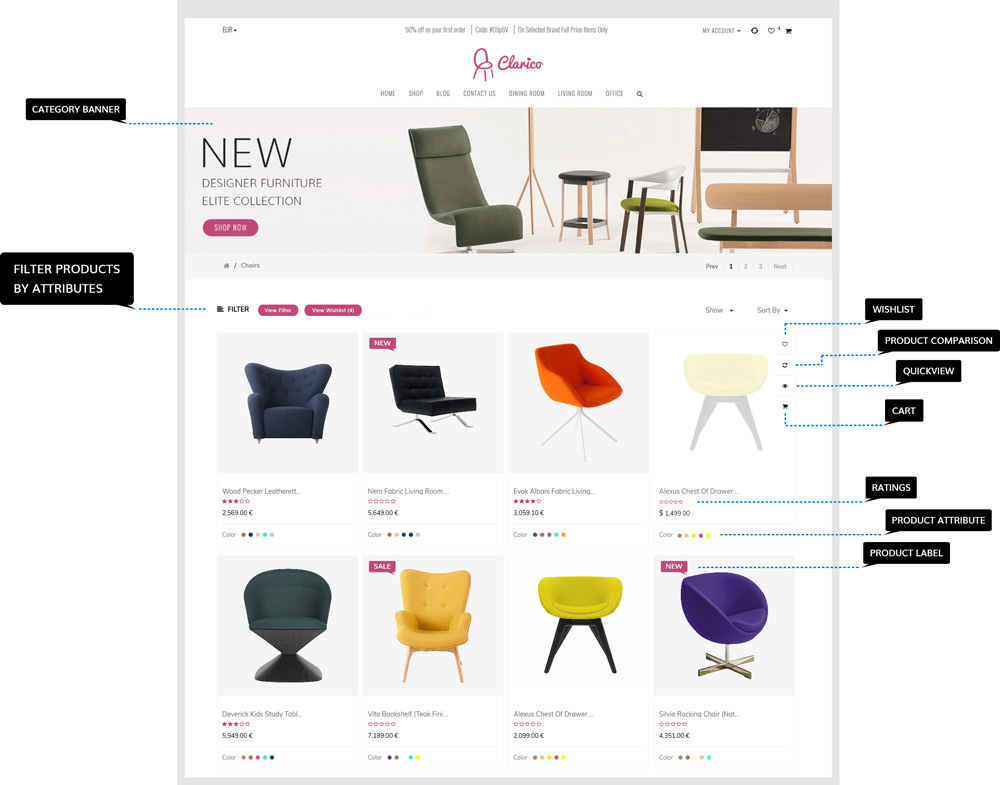 EUR
50% off on your first order | Code: #D9p6V | On Selected Brand Full Price Items Only
MY ACCOUNT
4
Clarico
HOME SHOP BLOG CONTACT US DINING ROOM LIVING ROOM OFFICE
CATEGORY BANNER
NEW
DESIGNER FURNITURE
ELITE COLLECTION
SHOP NOW
/ Chairs
Prev 1 2 3 Next
FILTER PRODUCTS
BY ATTRIBUTES
FILTER View Filter View Wishlist (4)
Show Sort By
WISHLIST
PRODUCT COMPARISON
QUICKVIEW
CART
NEW
Wood Pecker Leatherett...
2,569.00 €
Color
Nero Fabric Living Room ...
5,649.00 €
Color
Evok Albani Fabric Living...
3,059.10 €
Color
Alexus Chest Of Drawer ...
$ 1,499.00
Color
RATINGS
PRODUCT ATTRIBUTE
PRODUCT LABEL
SALE
NEW
Deverick Kids Study Tabl...
5,949.00 €
Color
Vito Bookshelf (Teak Fini...
7,189.00 €
Color
Alexus Chest Of Drawer ...
2,099.00 €
Color
Silvio Rocking Chair (Nat...
4,351.00 €
Color